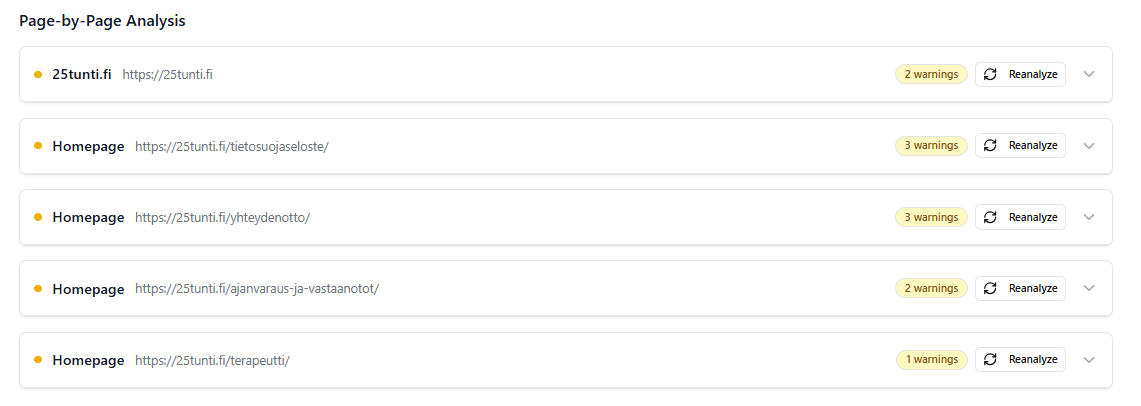 Page-by-Page Analysis
25tunti.fi https://25tunti.fi 2 warnings Reanalyze
Homepage https://25tunti.fi/tietosuojaseloste/ 3 warnings Reanalyze
Homepage https://25tunti.fi/yhteydenotto/ 3 warnings Reanalyze
Homepage https://25tunti.fi/ajanvaraus-ja-vastaanotot/ 2 warnings Reanalyze
Homepage https://25tunti.fi/terapeutti/ 1 warnings Reanalyze